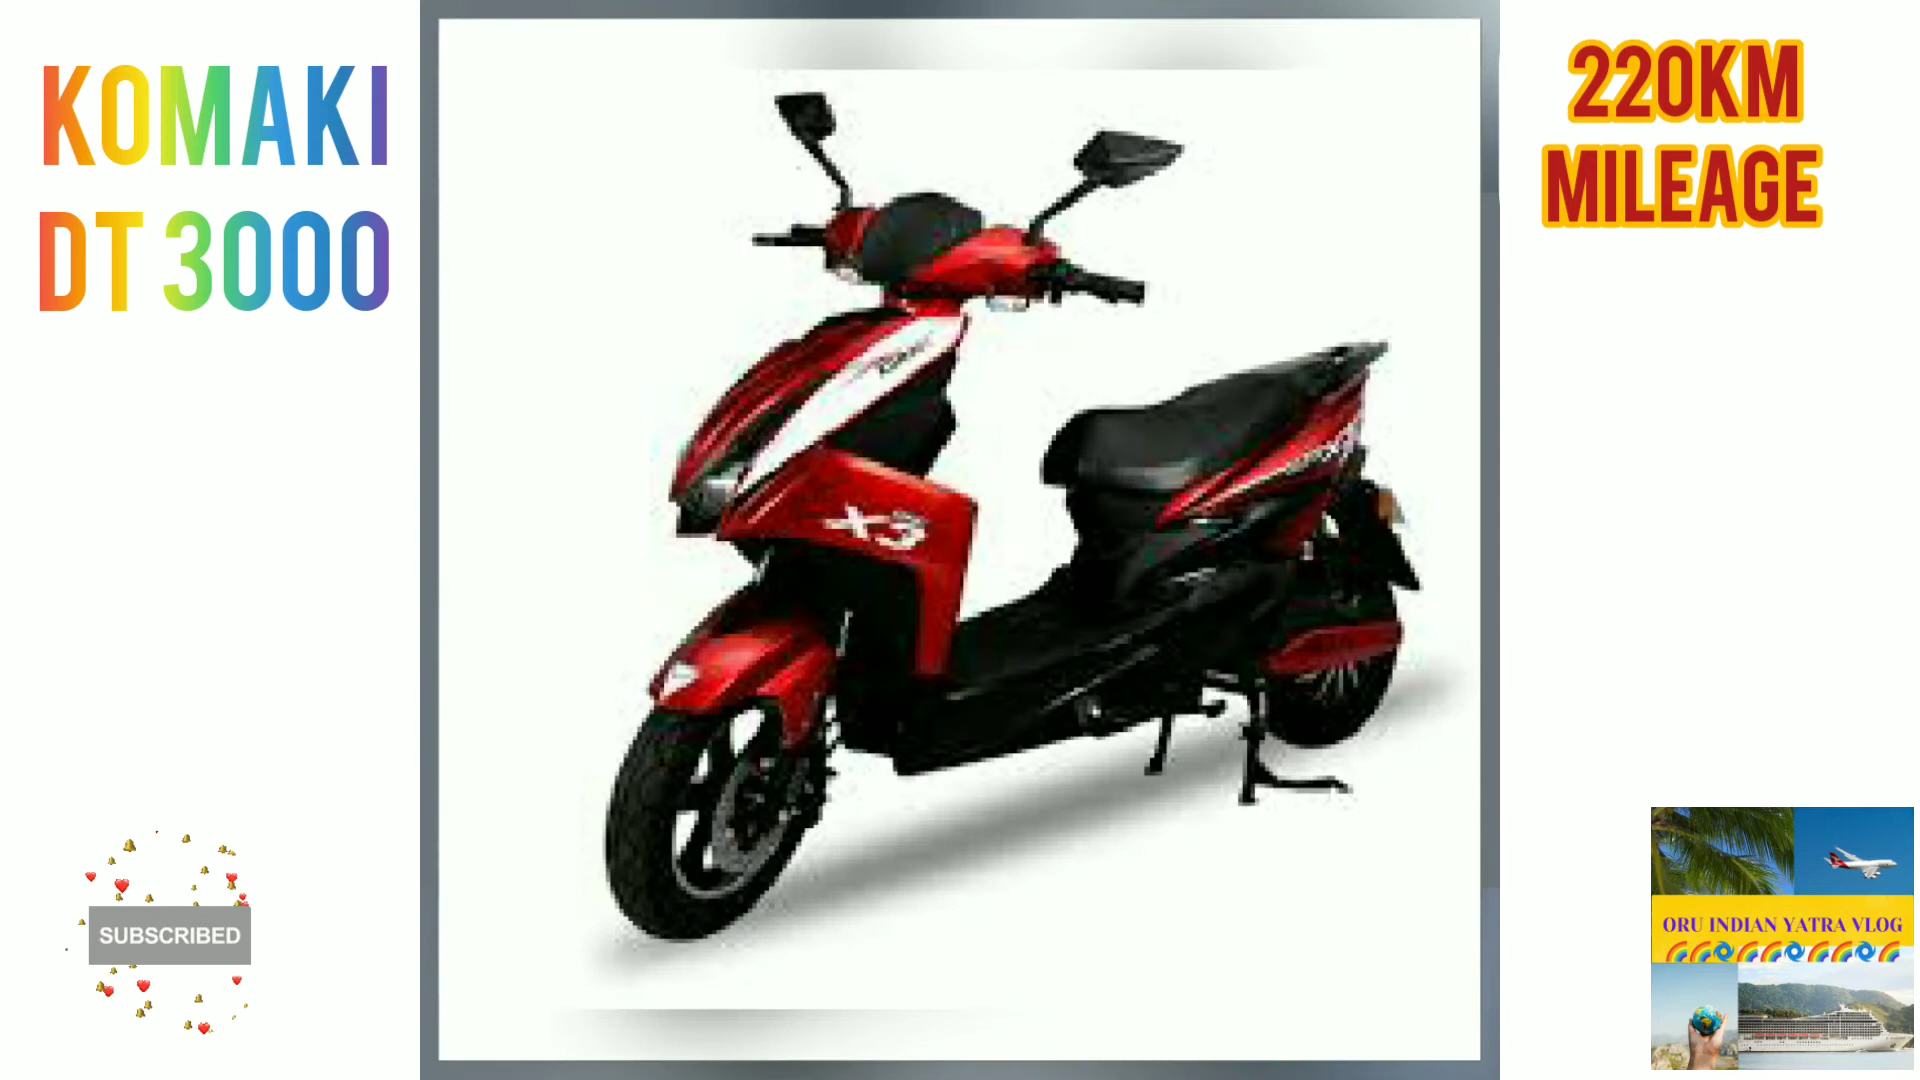 KOMAKI
DT 3000
220KM
MILEAGE
X3
SUBSCRIBED
ORU INDIAN YATRA VLOG